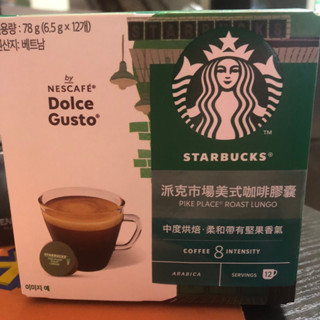 용량 : 78 g (6.5 g × 12개)
원산지: 베트남
by
NESCAFÉ®
Dolce
Gusto®
STARBUCKS®
派克市場美式咖啡膠囊
PIKE PLACE® ROAST LUNGO
中度烘焙·柔和帶有堅果香氣
COFFEE 8 INTENSITY
ARABICA
SERVINGS 12
이미지 예